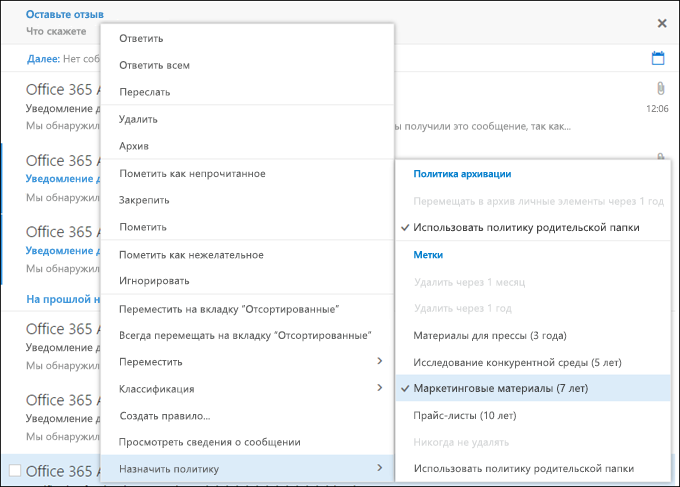 Оставьте отзыв
Что скажете
Далее: Нет соб
Office 365 A
12:06
Уведомление д
Мы обнаружил
ы получили это сообщение, так как...
Office 365 A
Уведомление д
Мы обнаружил
Office 365 A
Уведомление д
Мы обнаружил
На прошлой н
Office 365 A
Уведомление д
Мы обнаружил
Office 365 A
Уведомление д
Мы обнаружил
Office 365 A
Ответить
Ответить всем
Переслать
Удалить
Архив
Пометить как непрочитанное
Закрепить
Пометить
Пометить как нежелательное
Игнорировать
Переместить на вкладку "Отсортированные"
Всегда перемещать на вкладку "Отсортированные"
Переместить
Классификация
Создать правило...
Просмотреть сведения о сообщении
Назначить политику
Политика архивации
Перемещать в архив личные элементы через 1 год
Использовать политику родительской папки
Метки
Удалить через 1 месяц
Удалить через 1 год
Материалы для прессы (3 года)
Исследование конкурентной среды (5 лет)
Маркетинговые материалы (7 лет)
Прайс-листы (10 лет)
Никогда не удалять
Использовать политику родительской папки